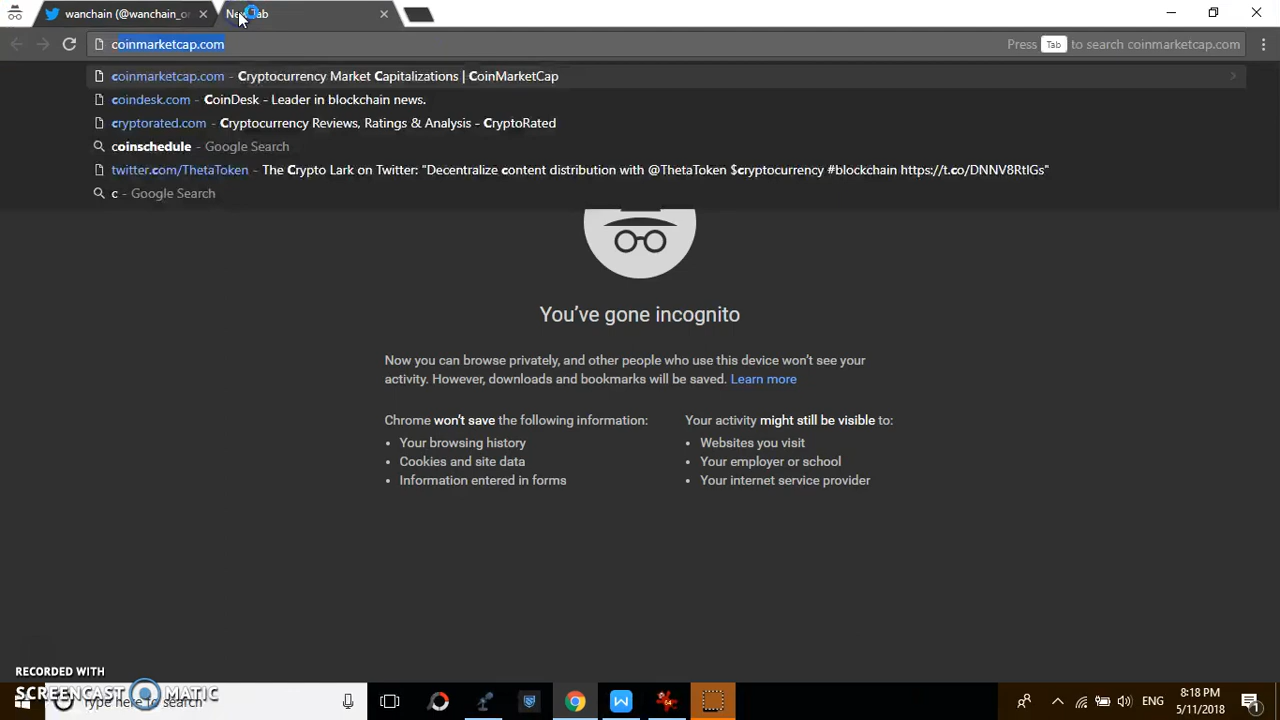 wanchain (@wanchain_or
New Tab
coinmarketcap.com
Press Tab to search coinmarketcap.com
coinmarketcap.com - Cryptocurrency Market Capitalizations | CoinMarketCap
coindesk.com - CoinDesk - Leader in blockchain news.
cryptorated.com - Cryptocurrency Reviews, Ratings & Analysis - CryptoRated
coinschedule - Google Search
twitter.com/ThetaToken - The Crypto Lark on Twitter: "Decentralize content distribution with @ThetaToken $cryptocurrency #blockchain https://t.co/DNNV8RtlGs"
c - Google Search
You've gone incognito
Now you can browse privately, and other people who use this device won't see your
activity. However, downloads and bookmarks will be saved. Learn more
Chrome won't save the following information:
• Your browsing history
• Cookies and site data
• Information entered in forms
Your activity might still be visible to:
• Websites you visit
• Your employer or school
• Your internet service provider
RECORDED WITH
SCREENCAST MATIC
Type here to search
64
ENG
8:18 PM
5/11/2018
1